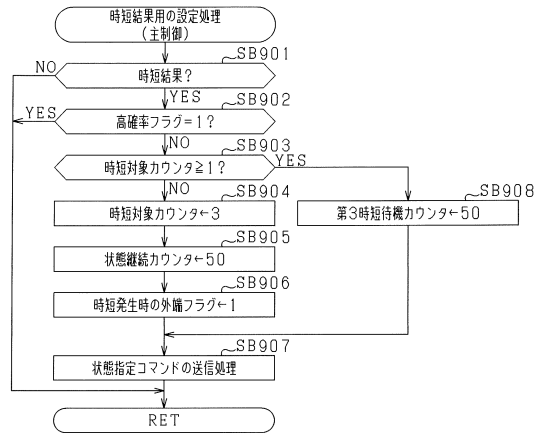 時短結果用の設定処理
(主制御)
SB901
NO
時短結果?
YES
SB902
YES
高確率フラグ=1?
NO
SB903
時短対象カウンタ≧1?
YES
NO
SB904
時短対象カウンタ←3
SB908
第3時短待機カウンタ←50
SB905
状態継続カウンタ←50
SB906
時短発生時の外端フラグ←1
SB907
状態指定コマンドの送信処理
RET